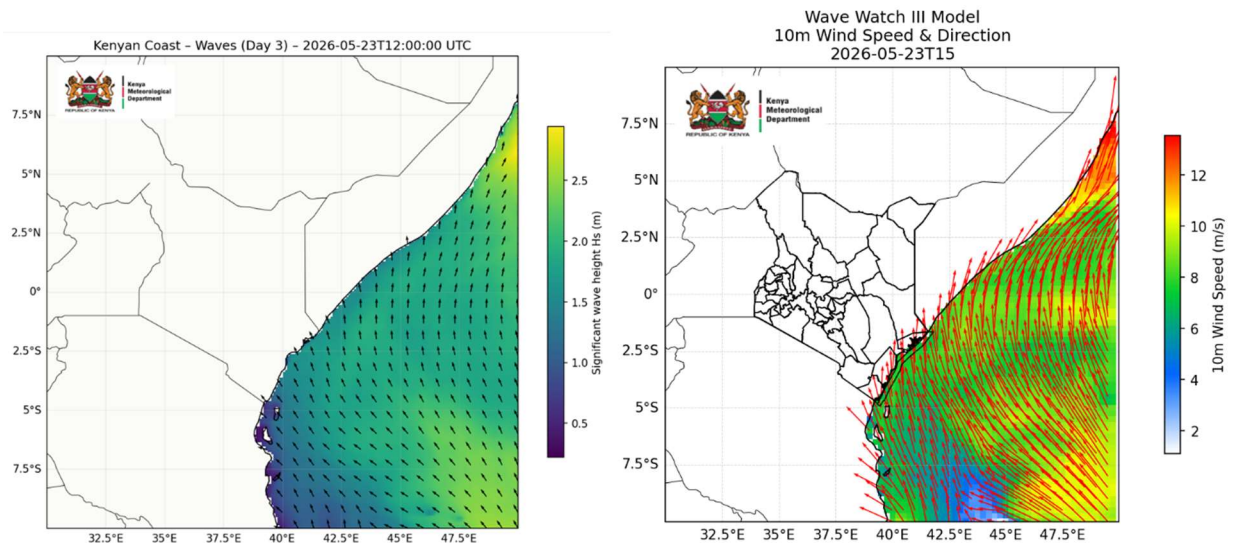 Kenyan Coast – Waves (Day 3) – 2026-05-23T12:00:00 UTC
Kenya
Meteorological
Department
REPUBLIC OF KENYA
7.5°N
5°N
2.5°N
0°
2.5°S
5°S
7.5°S
32.5°E 35°E 37.5°E 40°E 42.5°E 45°E 47.5°E
2.5
2.0
1.5
1.0
0.5
Significant wave height Hs (m)
Wave Watch III Model
10m Wind Speed & Direction
2026-05-23T15
Kenya
Meteorological
Department
REPUBLIC OF KENYA
7.5°N
5°N
2.5°N
0°
2.5°S
5°S
7.5°S
32.5°E 35°E 37.5°E 40°E 42.5°E 45°E 47.5°E
12
10
8
6
4
2
10m Wind Speed (m/s)